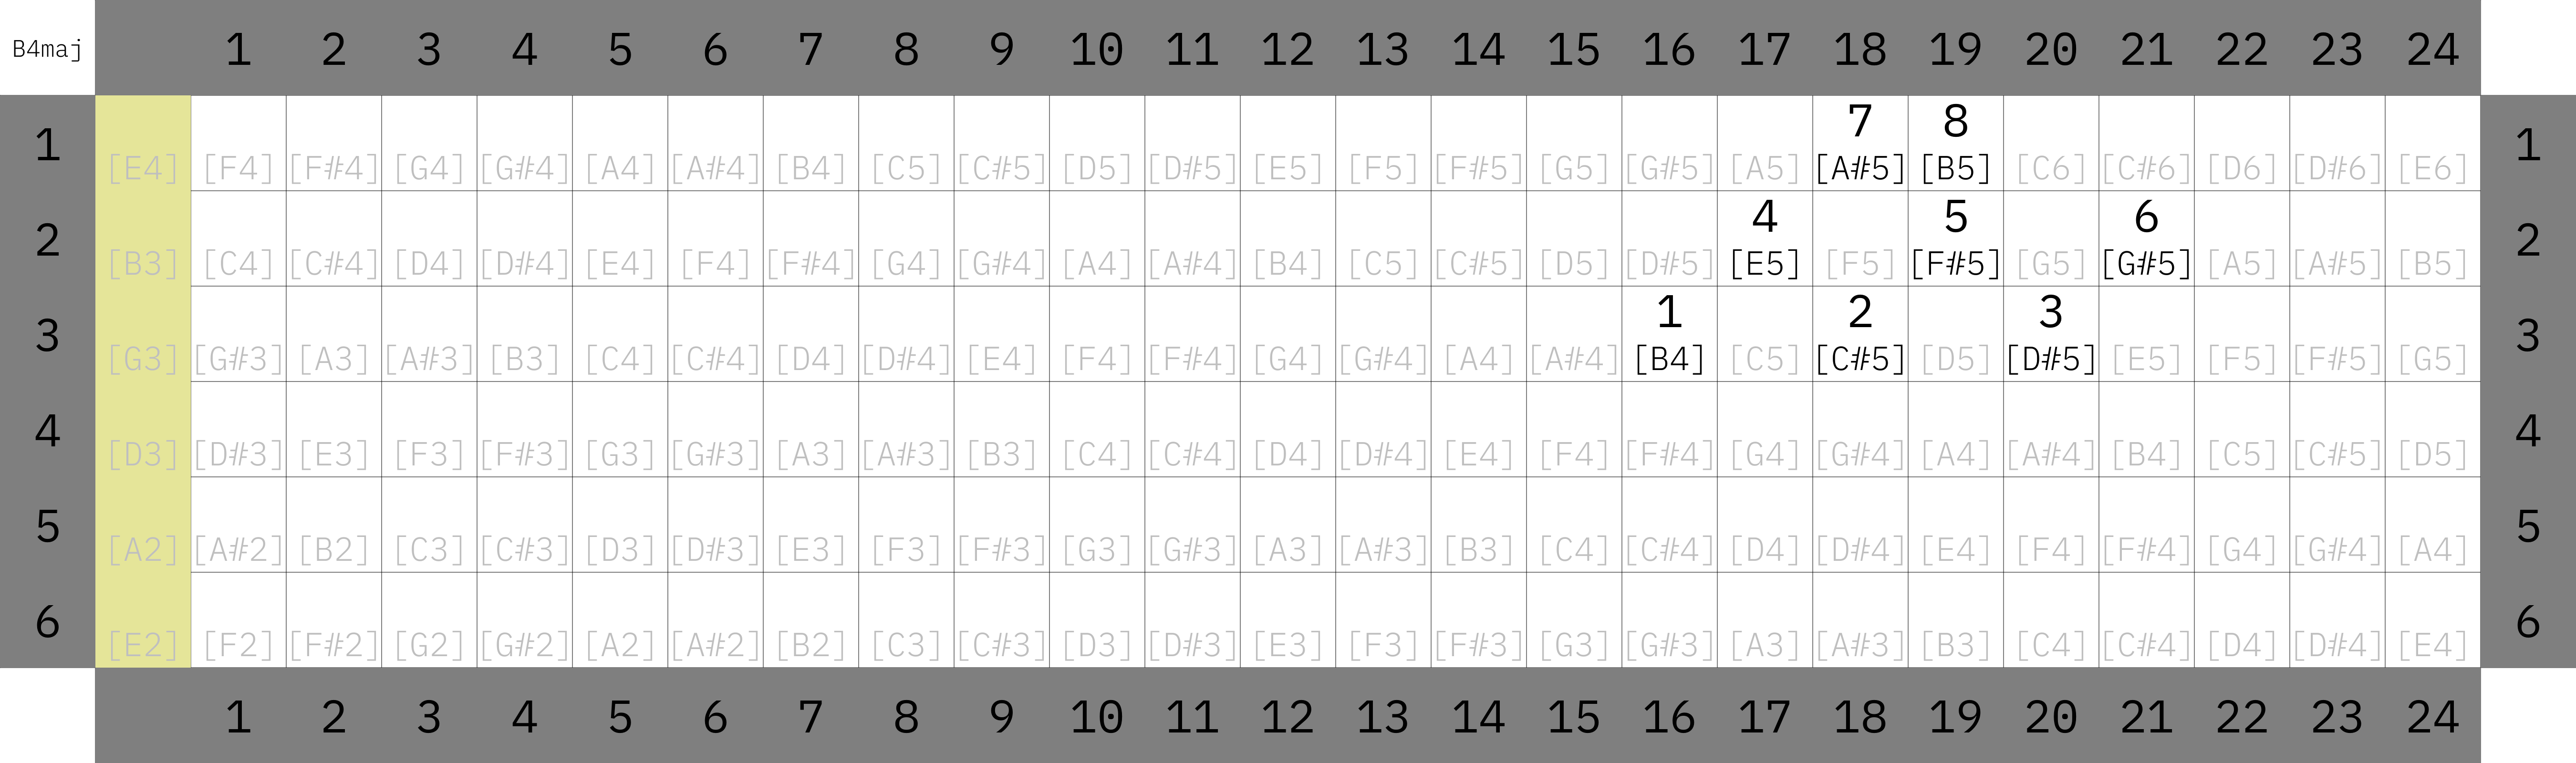 B4maj 1 2 3 4 5 6 7 8 9 10 11 12 13 14 15 16 17 18 19 20 21 22 23 24
7 8
1 [E4] [F4] [F#4] [G4] [G#4] [A4] [A#4] [B4] [C5] [C#5] [D5] [D#5] [E5] [F5] [F#5] [G5] [G#5] [A5] [A#5] [B5] [C6] [C#6] [D6] [D#6] [E6] 1
4 5 6
2 [B3] [C4] [C#4] [D4] [D#4] [E4] [F4] [F#4] [G4] [G#4] [A4] [A#4] [B4] [C5] [C#5] [D5] [D#5] [E5] [F5] [F#5] [G5] [G#5] [A5] [A#5] [B5] 2
1 2 3
3 [G3] [G#3] [A3] [A#3] [B3] [C4] [C#4] [D4] [D#4] [E4] [F4] [F#4] [G4] [G#4] [A4] [A#4] [B4] [C5] [C#5] [D5] [D#5] [E5] [F5] [F#5] [G5] 3
4 [D3] [D#3] [E3] [F3] [F#3] [G3] [G#3] [A3] [A#3] [B3] [C4] [C#4] [D4] [D#4] [E4] [F4] [F#4] [G4] [G#4] [A4] [A#4] [B4] [C5] [C#5] [D5] 4
5 [A2] [A#2] [B2] [C3] [C#3] [D3] [D#3] [E3] [F3] [F#3] [G3] [G#3] [A3] [A#3] [B3] [C4] [C#4] [D4] [D#4] [E4] [F4] [F#4] [G4] [G#4] [A4] 5
6 [E2] [F2] [F#2] [G2] [G#2] [A2] [A#2] [B2] [C3] [C#3] [D3] [D#3] [E3] [F3] [F#3] [G3] [G#3] [A3] [A#3] [B3] [C4] [C#4] [D4] [D#4] [E4] 6
1 2 3 4 5 6 7 8 9 10 11 12 13 14 15 16 17 18 19 20 21 22 23 24